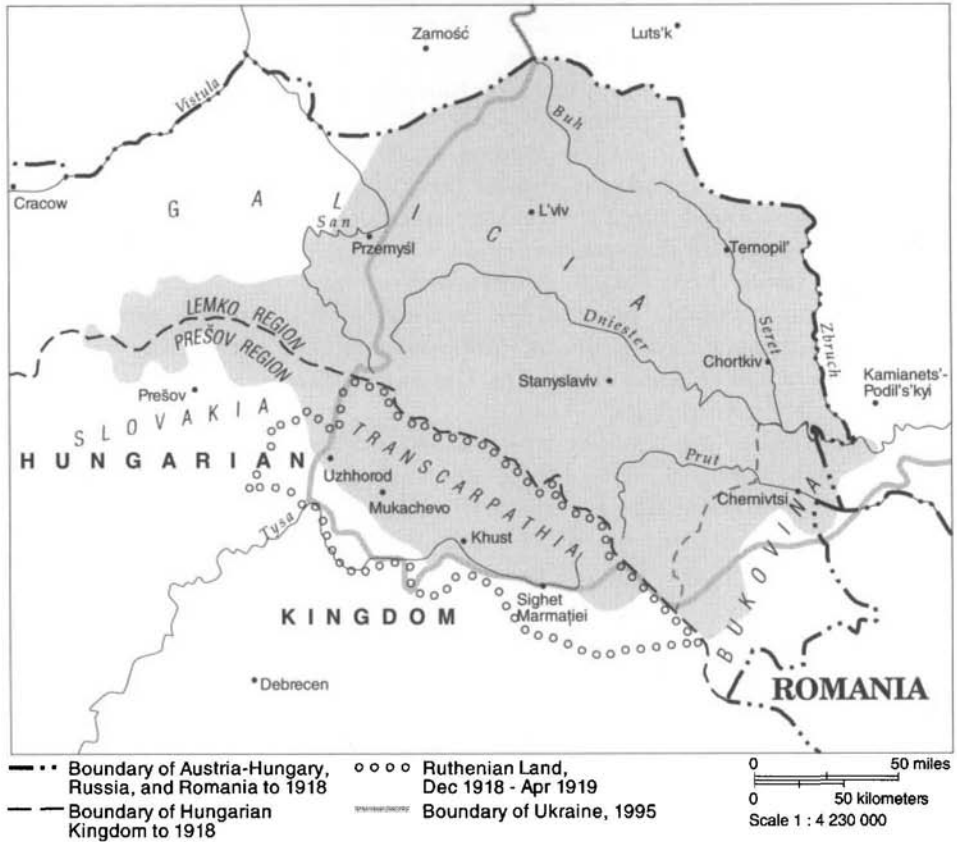 Zamość
Luts'k
Vistula
Buh
Cracow
GALICIA
San
L'viv
Przemyśl
Ternopil'
LEMKO REGION
PREŠOV REGION
Dniester
Seret
Zbruch
Chortkiv
Kamianets'-
Podil's'kyi
Prešov
Stanyslaviv
SLOVAKIA
HUNGARIAN
TRANSCARPATHIA
Uzhhorod
Prut
Mukachevo
Chernivtsi
Tysa
Khust
BUKOVINA
Sighet
Marmaţiei
KINGDOM
Debrecen
ROMANIA
Boundary of Austria-Hungary,
Russia, and Romania to 1918
Boundary of Hungarian
Kingdom to 1918
Ruthenian Land,
Dec 1918 - Apr 1919
Boundary of Ukraine, 1995
0 50 miles
0 50 kilometers
Scale 1 : 4 230 000